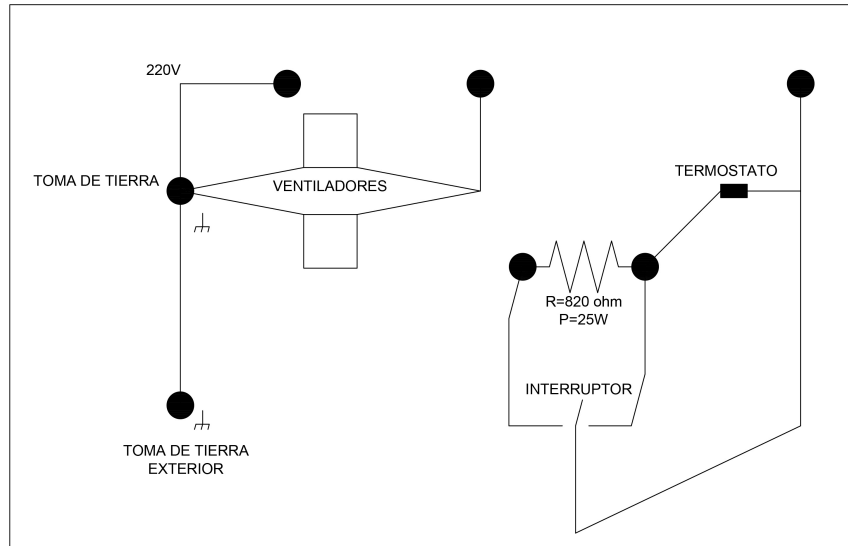 220V
TOMA DE TIERRA
VENTILADORES
TERMOSTATO
R=820 ohm
P=25W
INTERRUPTOR
TOMA DE TIERRA
EXTERIOR